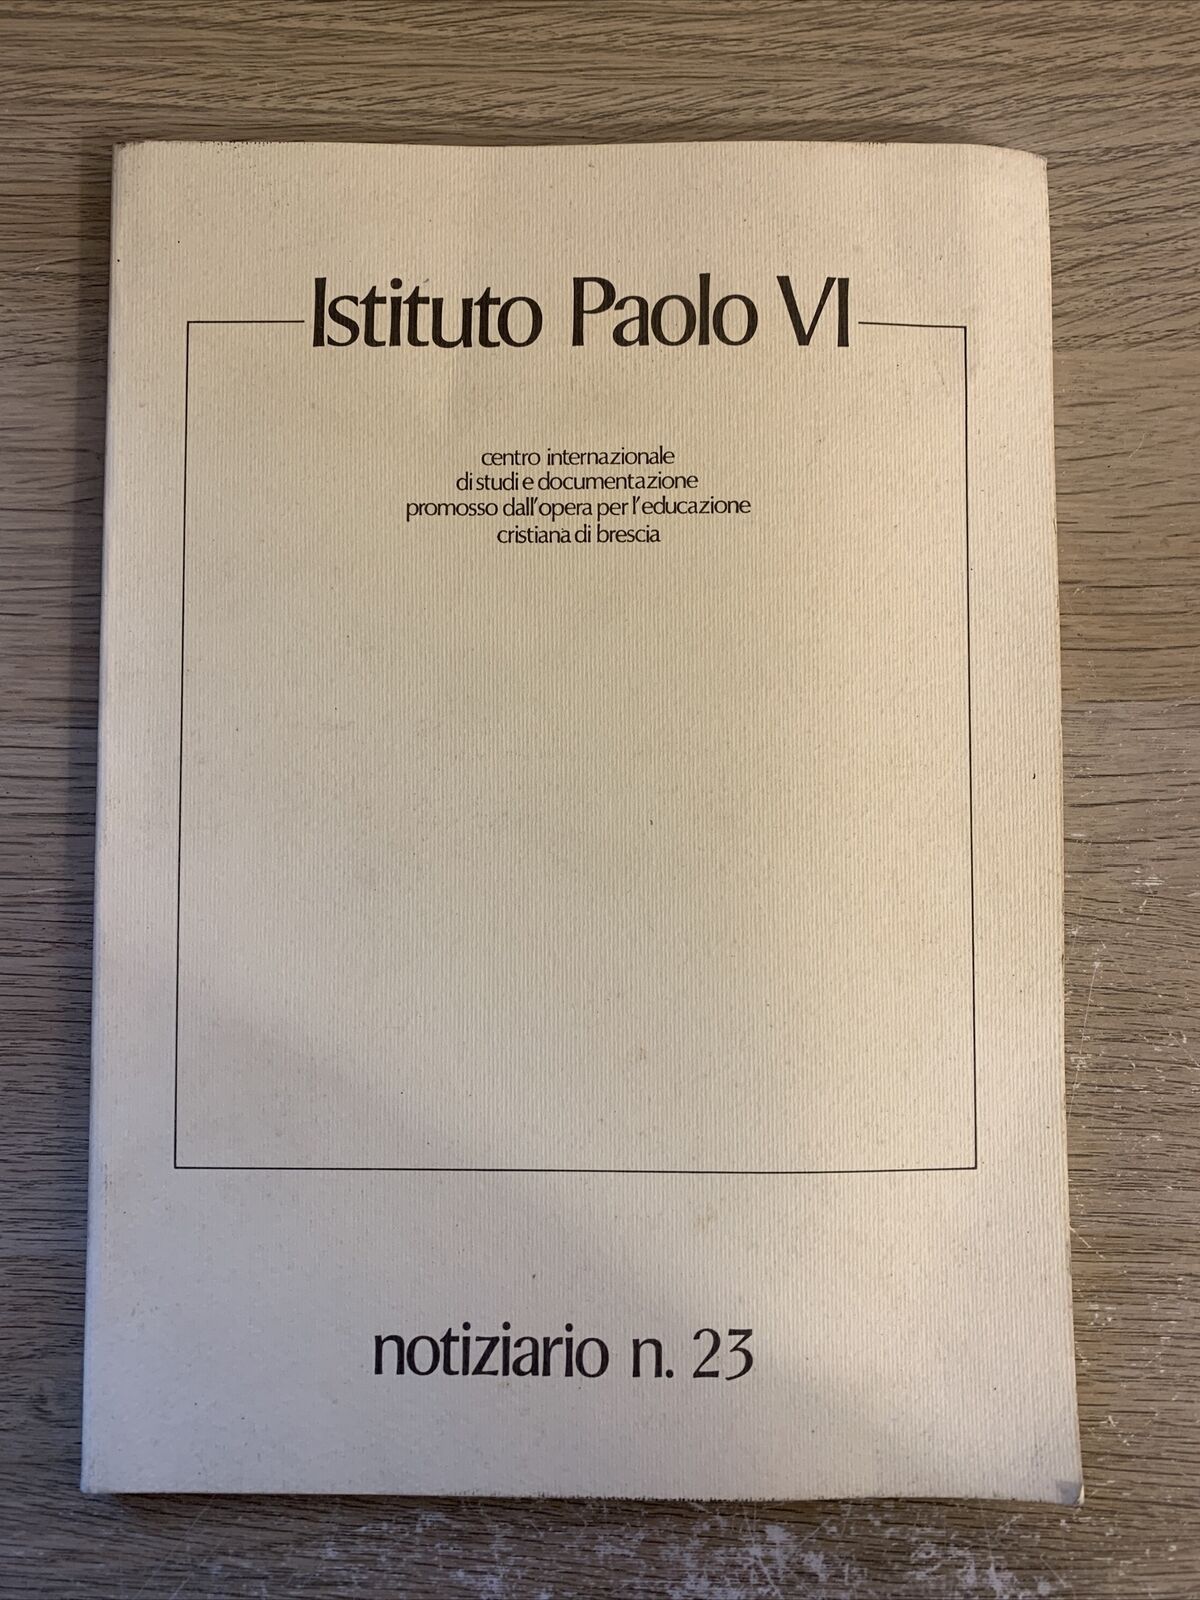 Istituto Paolo VI
centro internazionale
di studi e documentazione
promosso dall'opera per l'educazione
cristiana di brescia
notiziario n. 23